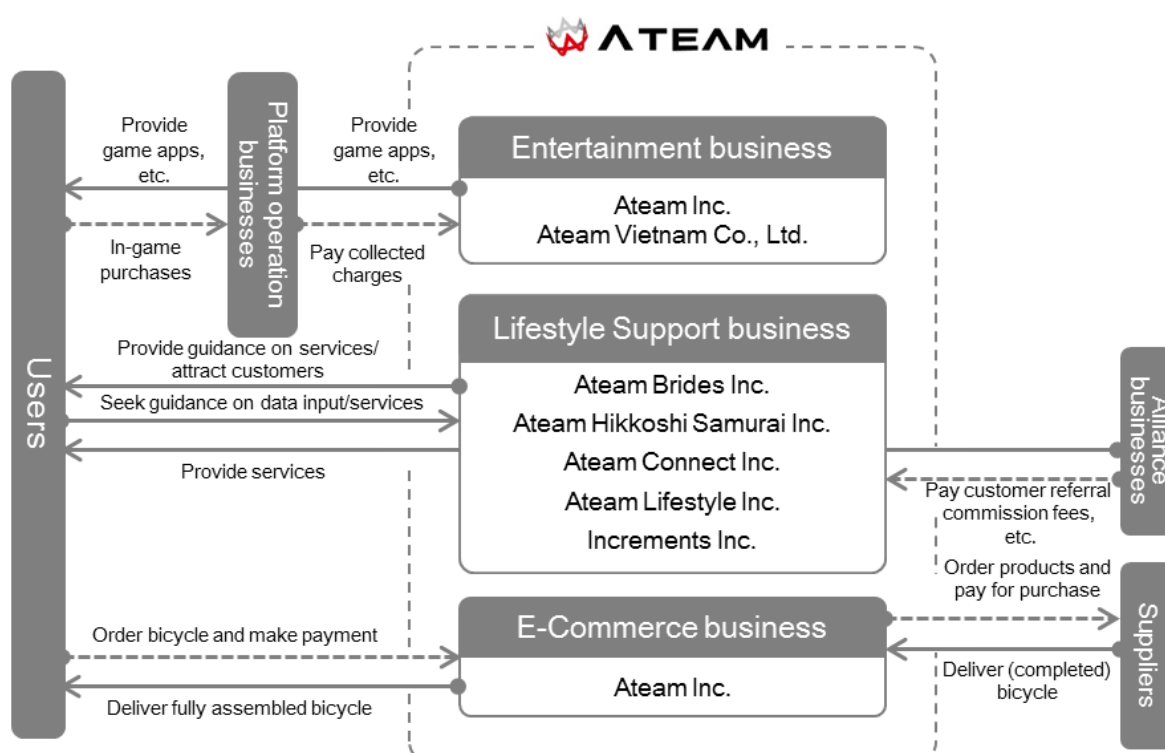 ATEAM
Users
Platform operation
businesses
Provide
game apps,
etc.
Provide
game apps,
etc.
In-game
purchases
Pay collected
charges
Entertainment business
Ateam Inc.
Ateam Vietnam Co., Ltd.
Provide guidance on services/
attract customers
Seek guidance on data input/services
Provide services
Lifestyle Support business
Ateam Brides Inc.
Ateam Hikkoshi Samurai Inc.
Ateam Connect Inc.
Ateam Lifestyle Inc.
Increments Inc.
Alliance
businesses
Pay customer referral
commission fees,
etc.
Order products and
pay for purchase
Order bicycle and make payment
Deliver fully assembled bicycle
E-Commerce business
Ateam Inc.
Deliver (completed)
bicycle
Suppliers